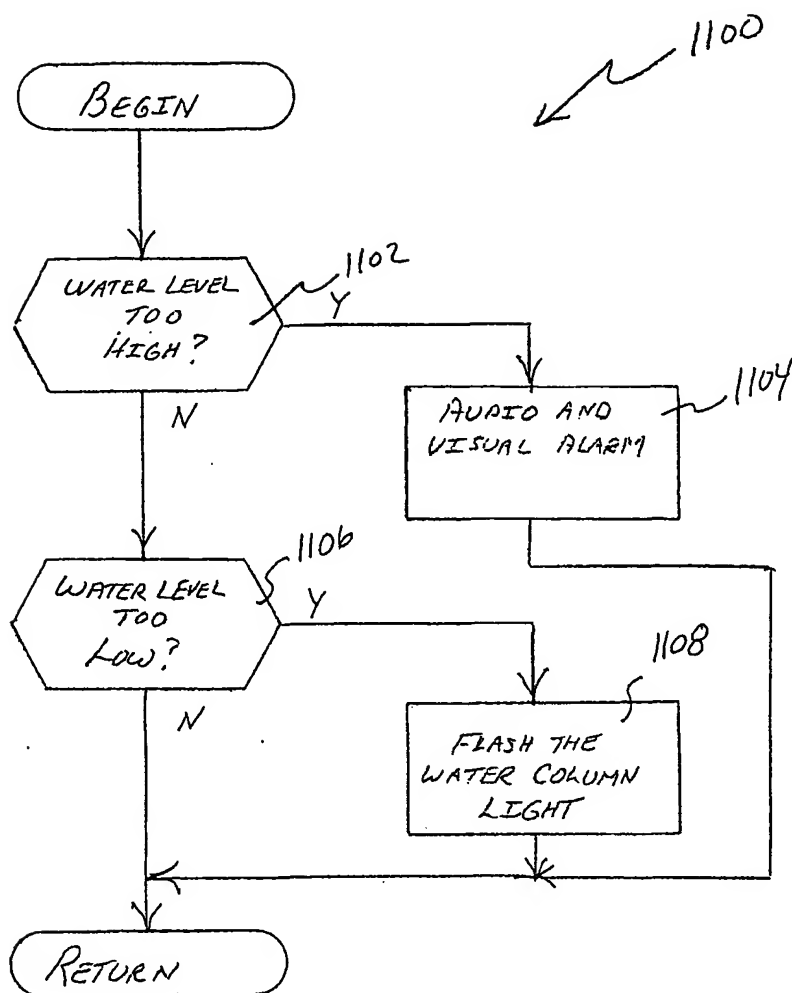 1100
BEGIN
WATER LEVEL
TOO
HIGH?
1102
Y
N
AUDIO AND
VISUAL ALARM
1104
WATER LEVEL
TOO
LOW?
1106
Y
N
FLASH THE
WATER COLUMN
LIGHT
1108
RETURN